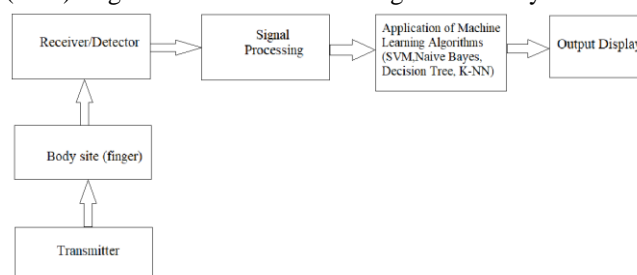 Receiver/Detector
Signal
Processing
Application of Machine
Learning Algorithms
(SVM,Naive Bayes,
Decision Tree, K-NN)
Output Display
Body site (finger)
Transmitter